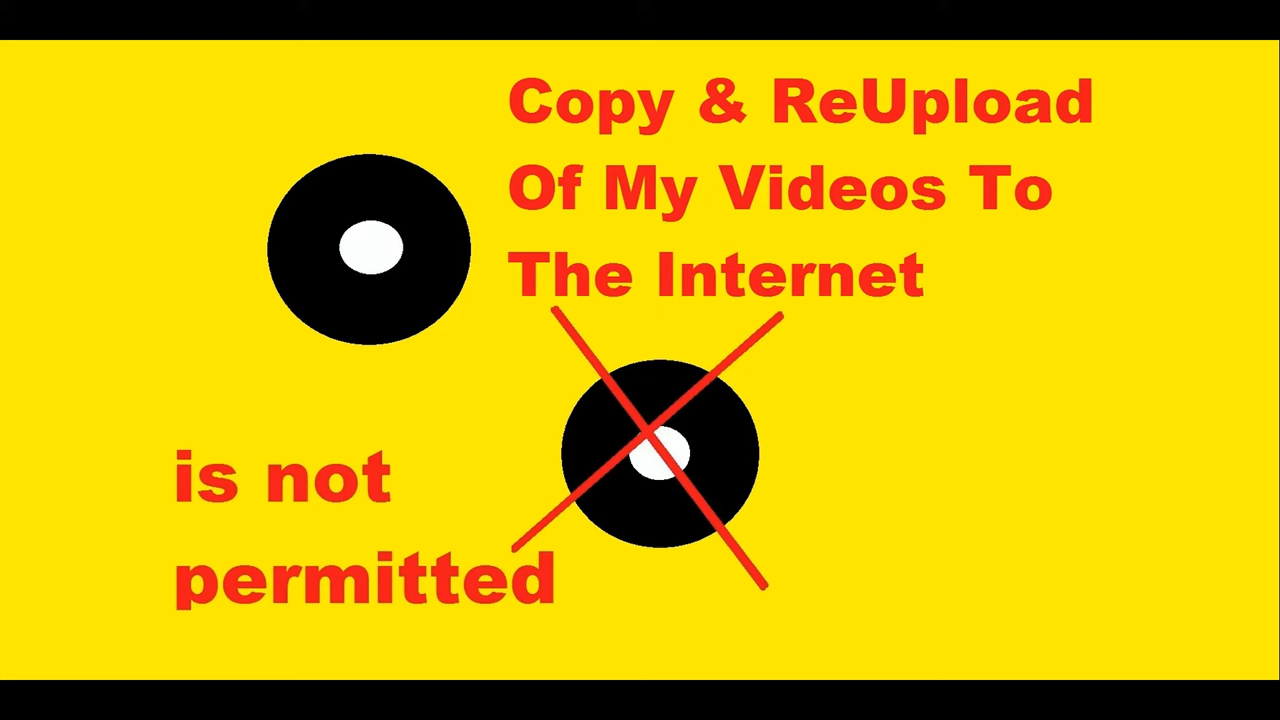 Copy & ReUpload
Of My Videos To
The Internet
is not
permitted